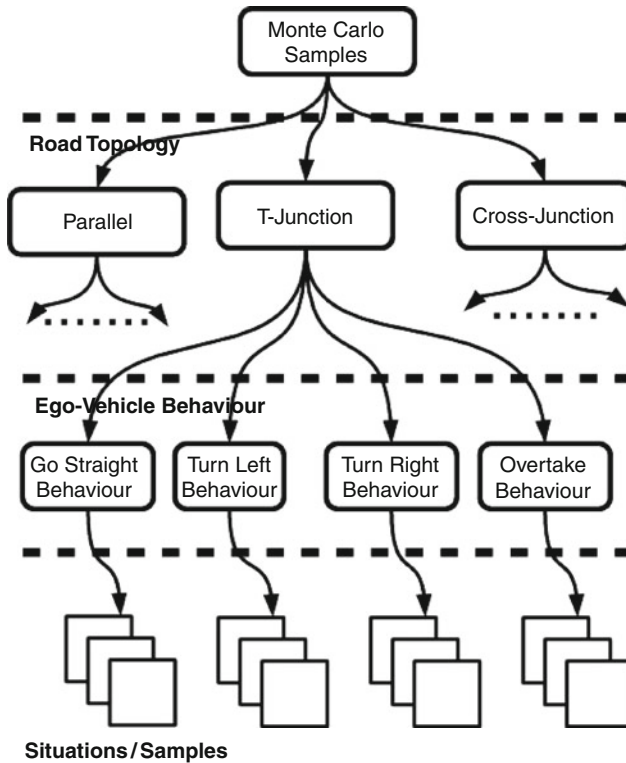 Monte Carlo
Samples
Road Topology
Parallel
T-Junction
Cross-Junction
Ego-Vehicle Behaviour
Go Straight
Behaviour
Turn Left
Behaviour
Turn Right
Behaviour
Overtake
Behaviour
Situations/Samples